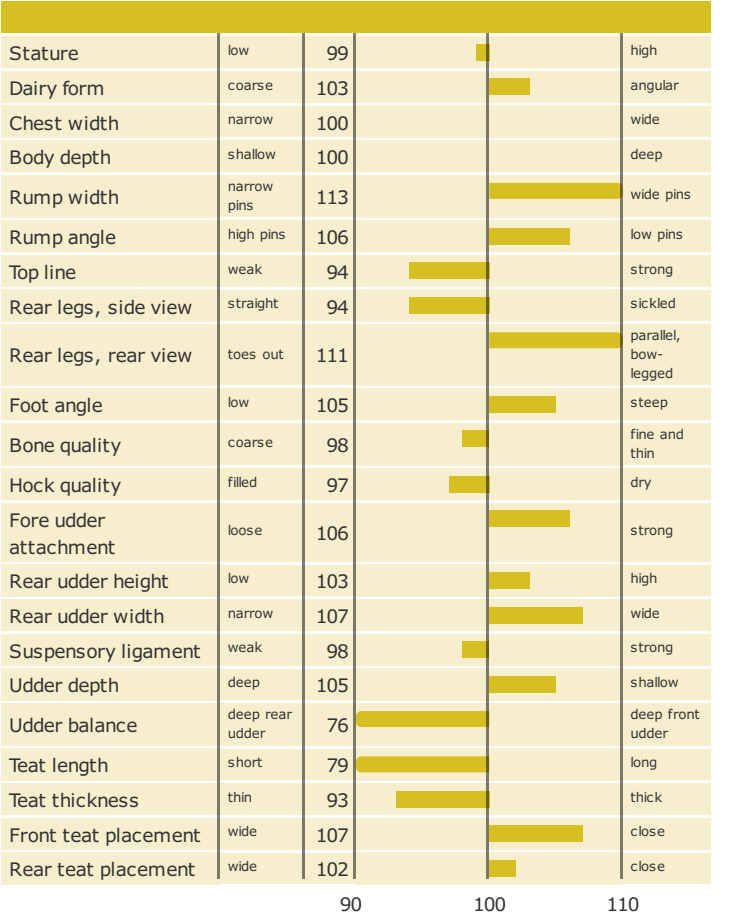 Stature low 99 high
Dairy form coarse 103 angular
Chest width narrow 100 wide
Body depth shallow 100 deep
Rump width narrow pins 113 wide pins
Rump angle high pins 106 low pins
Top line weak 94 strong
Rear legs, side view straight 94 sickled
Rear legs, rear view toes out 111 parallel, bow-legged
Foot angle low 105 steep
Bone quality coarse 98 fine and thin
Hock quality filled 97 dry
Fore udder attachment loose 106 strong
Rear udder height low 103 high
Rear udder width narrow 107 wide
Suspensory ligament weak 98 strong
Udder depth deep 105 shallow
Udder balance deep rear udder 76 deep front udder
Teat length short 79 long
Teat thickness thin 93 thick
Front teat placement wide 107 close
Rear teat placement wide 102 close
90 100 110